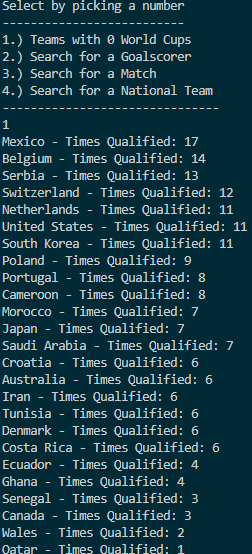 Select by picking a number
--------------------------
1.) Teams with 0 World Cups
2.) Search for a Goalscorer
3.) Search for a Match
4.) Search for a National Team
-------------------------------
1
Mexico - Times Qualified: 17
Belgium - Times Qualified: 14
Serbia - Times Qualified: 13
Switzerland - Times Qualified: 12
Netherlands - Times Qualified: 11
United States - Times Qualified: 11
South Korea - Times Qualified: 11
Poland - Times Qualified: 9
Portugal - Times Qualified: 8
Cameroon - Times Qualified: 8
Morocco - Times Qualified: 7
Japan - Times Qualified: 7
Saudi Arabia - Times Qualified: 7
Croatia - Times Qualified: 6
Australia - Times Qualified: 6
Iran - Times Qualified: 6
Tunisia - Times Qualified: 6
Denmark - Times Qualified: 6
Costa Rica - Times Qualified: 6
Ecuador - Times Qualified: 4
Ghana - Times Qualified: 4
Senegal - Times Qualified: 3
Canada - Times Qualified: 3
Wales - Times Qualified: 2
Qatar - Times Qualified: 1